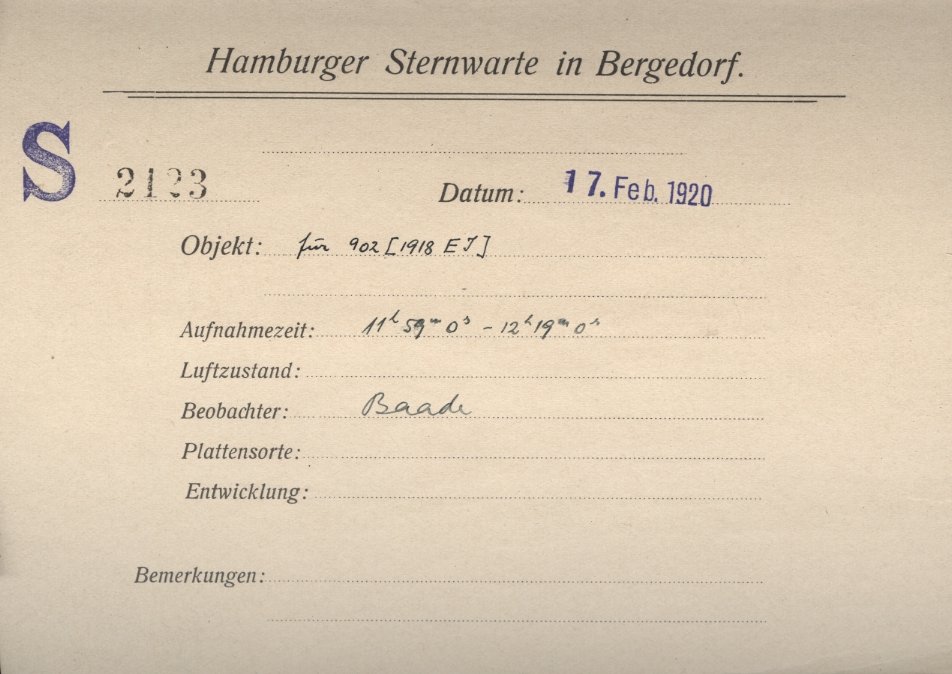 Hamburger Sternwarte in Bergedorf.
S 2123 Datum: 17. Feb. 1920
Objekt: für 902 [1918 EJ]
Aufnahmezeit: 11ʰ 59ᵐ 0ˢ – 12ʰ 19ᵐ 0ˢ
Luftzustand:
Beobachter: Baade
Plattensorte:
Entwicklung:
Bemerkungen: